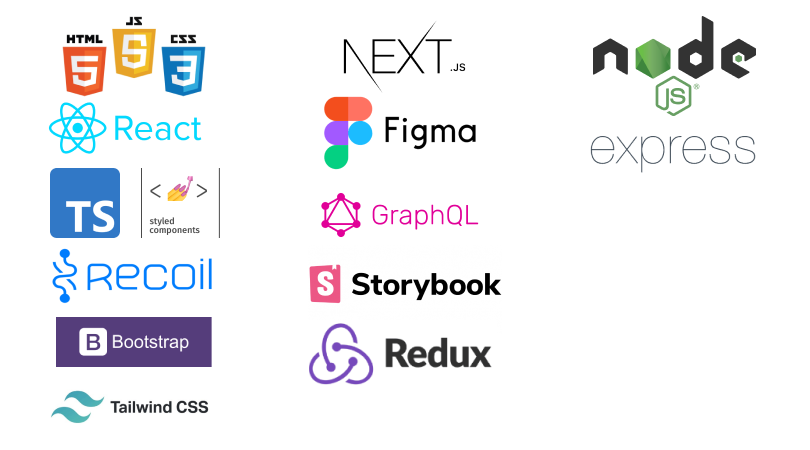 HTML JS CSS
5 5 3
React
TS
< >
styled
components
RECOIL
B Bootstrap
Tailwind CSS
NEXT.JS
Figma
GraphQL
S Storybook
Redux
node
JS ®
express